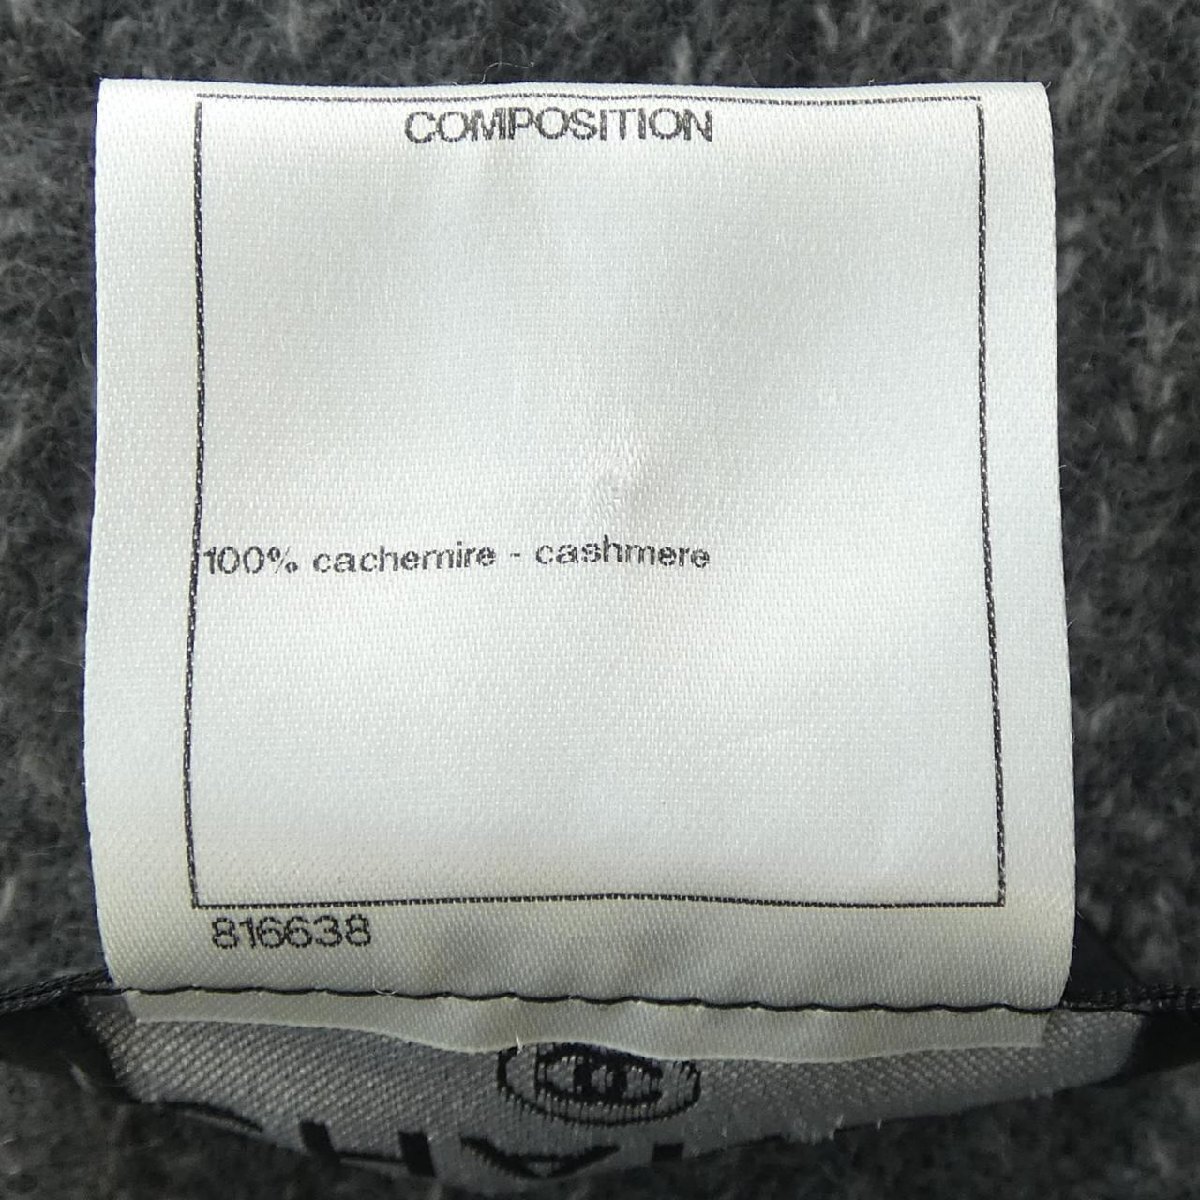 COMPOSITION
100% cachemire - cashmere
816638